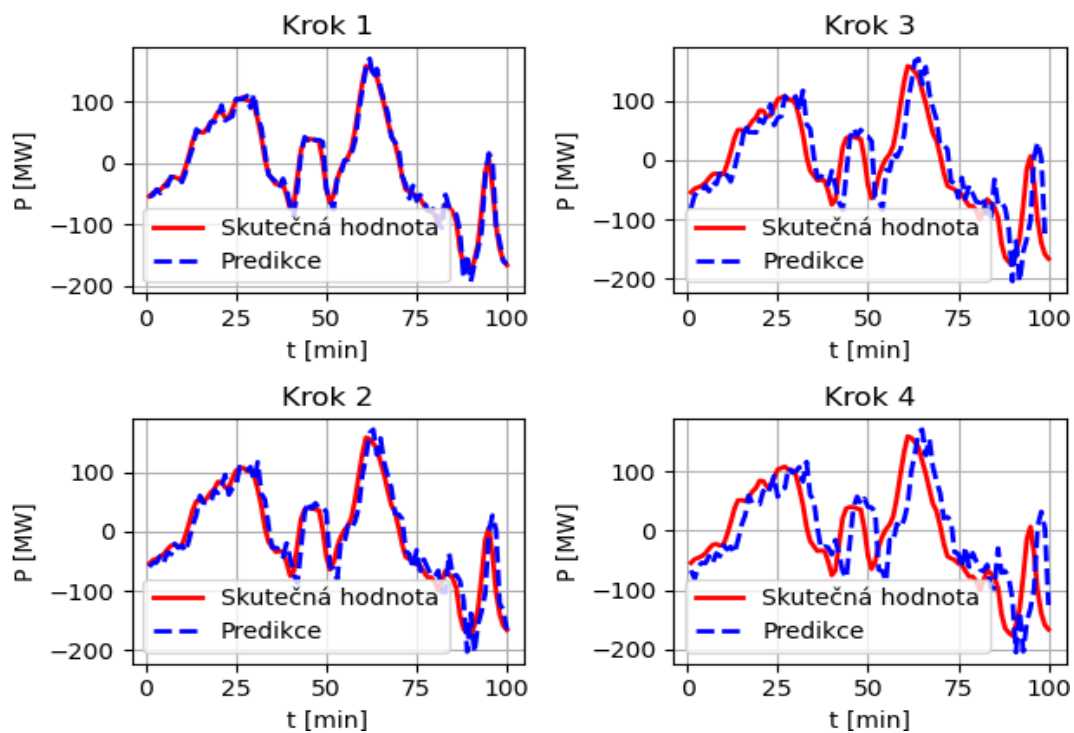 Krok 1
100
0
−100
−200
P [MW]
Skutečná hodnota
Predikce
0 25 50 75 100
t [min]
Krok 3
100
0
−100
−200
P [MW]
Skutečná hodnota
Predikce
0 25 50 75 100
t [min]
Krok 2
100
0
−100
−200
P [MW]
Skutečná hodnota
Predikce
0 25 50 75 100
t [min]
Krok 4
100
0
−100
−200
P [MW]
Skutečná hodnota
Predikce
0 25 50 75 100
t [min]